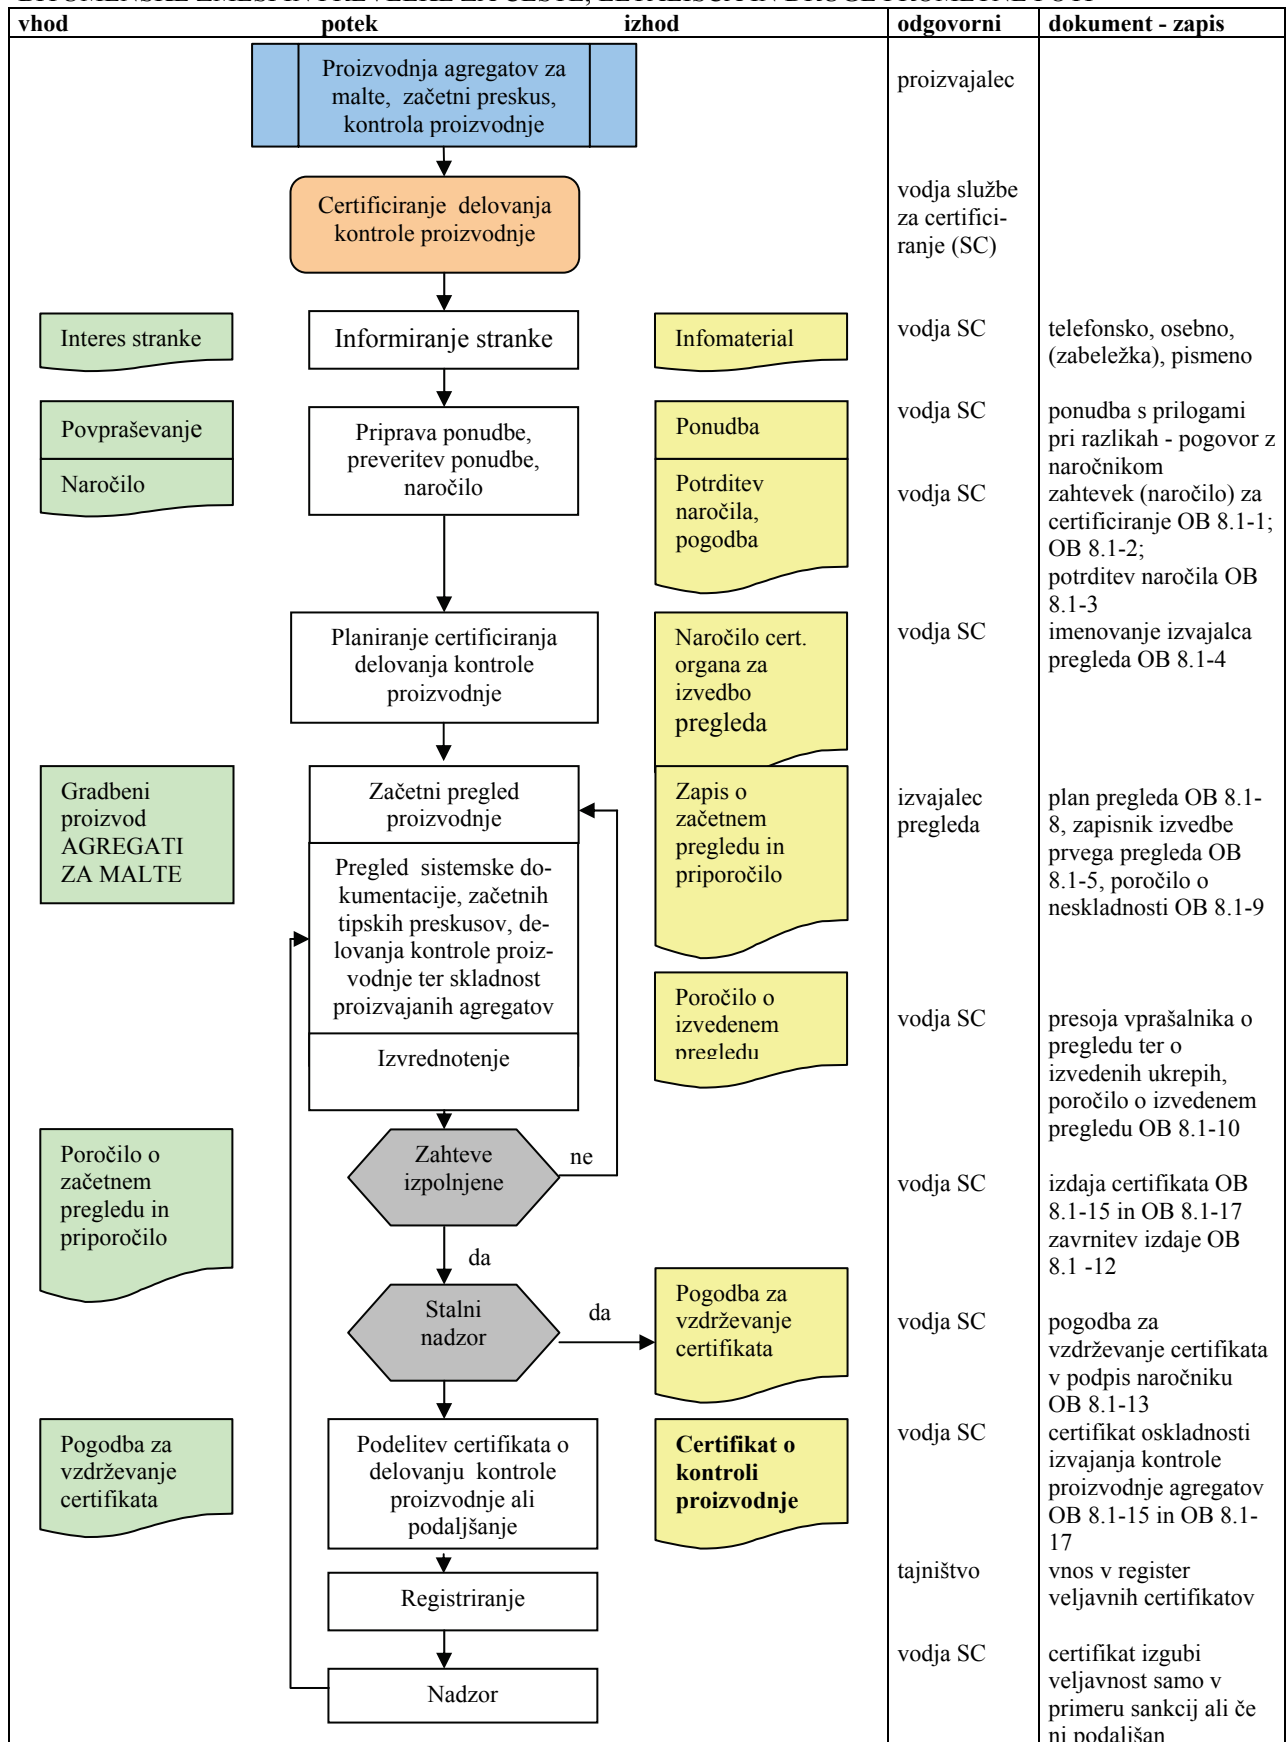 vhod potek izhod odgovorni dokument - zapis
Proizvodnja agregatov za
malte, začetni preskus,
kontrola proizvodnje
proizvajalec
Certificiranje delovanja
kontrole proizvodnje
vodja službe
za certifici-
ranje (SC)
Interes stranke
Informiranje stranke
Infomaterial
vodja SC
telefonsko, osebno,
(zabeležka), pismeno
Povpraševanje
Naročilo
Priprava ponudbe,
preveritev ponudbe,
naročilo
Ponudba
Potrditev
naročila,
pogodba
vodja SC
ponudba s prilogami
pri razlikah - pogovor z
naročnikom
vodja SC
zahtevek (naročilo) za
certificiranje OB 8.1-1;
OB 8.1-2;
potrditev naročila OB
8.1-3
Planiranje certificiranja
delovanja kontrole
proizvodnje
Naročilo cert.
organa za
izvedbo
pregleda
vodja SC
imenovanje izvajalca
pregleda OB 8.1-4
Gradbeni
proizvod
AGREGATI
ZA MALTE
Začetni pregled
proizvodnje
Pregled sistemske do-
kumentacije, začetnih
tipskih preskusov, de-
lovanja kontrole proiz-
vodnje ter skladnost
proizvajanih agregatov
Izvrednotenje
Zapis o
začetnem
pregledu in
priporočilo
izvajalec
pregleda
plan pregleda OB 8.1-
8, zapisnik izvedbe
prvega pregleda OB
8.1-5, poročilo o
neskladnosti OB 8.1-9
Poročilo o
izvedenem
pregledu
vodja SC
presoja vprašalnika o
pregledu ter o
izvedenih ukrepih,
poročilo o izvedenem
pregledu OB 8.1-10
Poročilo o
začetnem
pregledu in
priporočilo
Zahteve
izpolnjene
ne
da
vodja SC
izdaja certifikata OB
8.1-15 in OB 8.1-17
zavrnitev izdaje OB
8.1 -12
Stalni
nadzor
da
Pogodba za
vzdrževanje
certifikata
vodja SC
pogodba za
vzdrževanje certifikata
v podpis naročniku
OB 8.1-13
Pogodba za
vzdrževanje
certifikata
Podelitev certifikata o
delovanju kontrole
proizvodnje ali
podaljšanje
Certifikat o
kontroli
proizvodnje
vodja SC
certifikat oskladnosti
izvajanja kontrole
proizvodnje agregatov
OB 8.1-15 in OB 8.1-
17
Registriranje
tajništvo
vnos v register
veljavnih certifikatov
Nadzor
vodja SC
certifikat izgubi
veljavnost samo v
primeru sankcij ali če
ni podaljšan